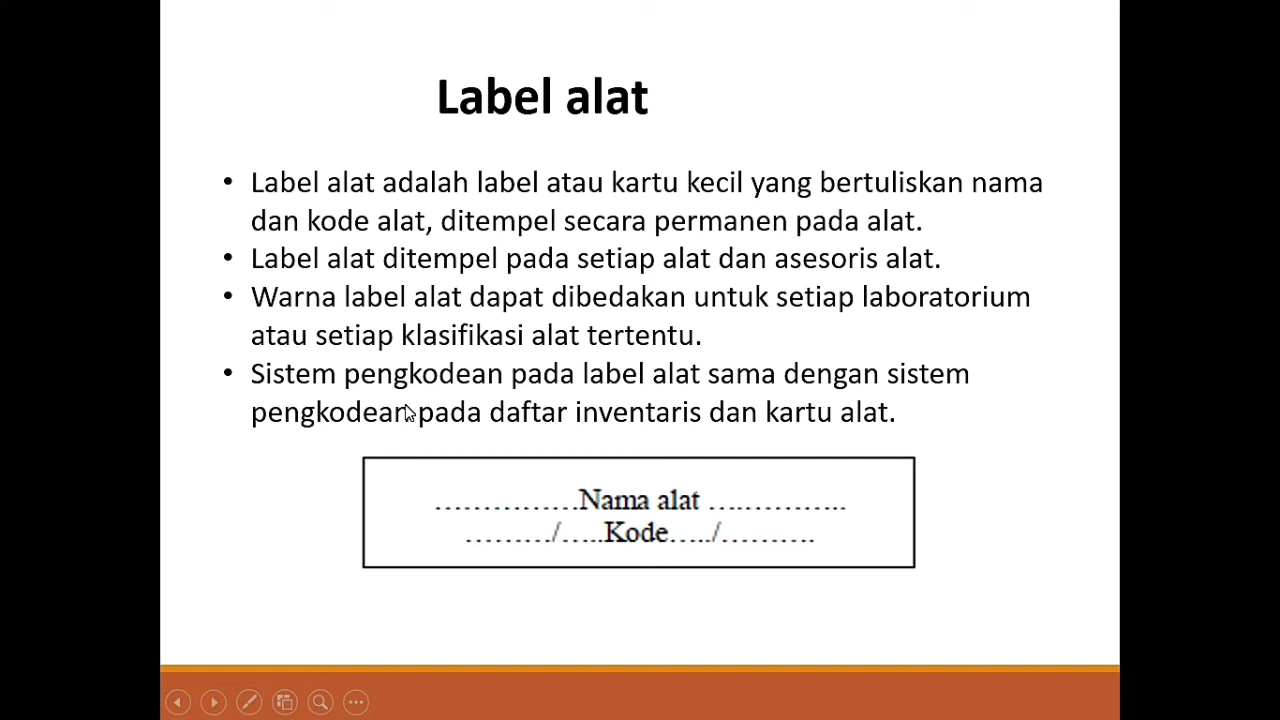 Label alat
• Label alat adalah label atau kartu kecil yang bertuliskan nama
dan kode alat, ditempel secara permanen pada alat.
• Label alat ditempel pada setiap alat dan asesoris alat.
• Warna label alat dapat dibedakan untuk setiap laboratorium
atau setiap klasifikasi alat tertentu.
• Sistem pengkodean pada label alat sama dengan sistem
pengkodean pada daftar inventaris dan kartu alat.
……………Nama alat ….………..
………/…..Kode…../……….